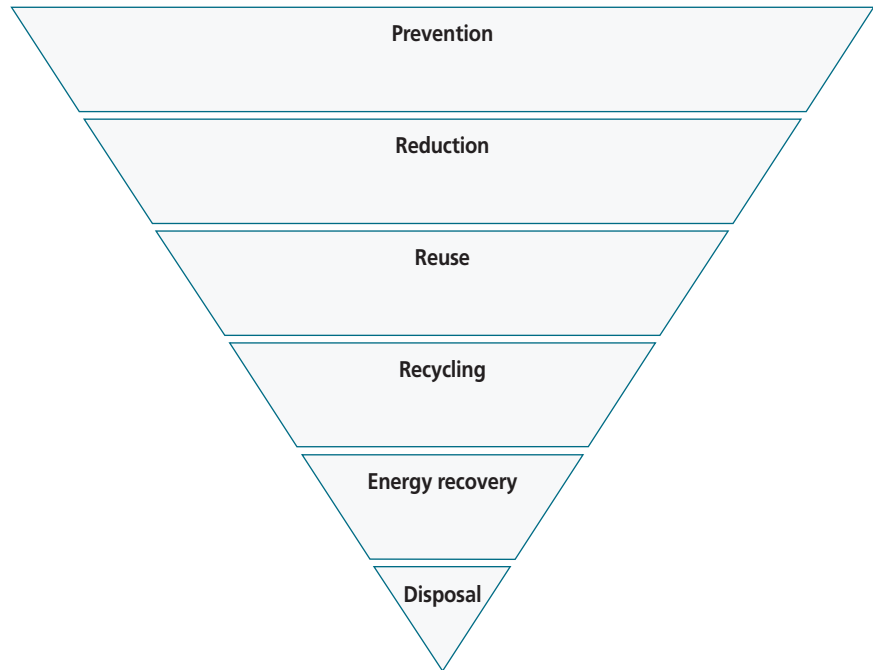 Prevention
Reduction
Reuse
Recycling
Energy recovery
Disposal